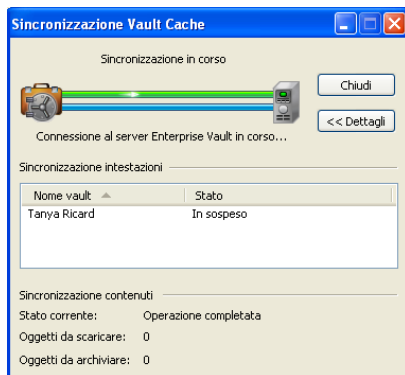 Sincronizzazione Vault Cache
Sincronizzazione in corso
Chiudi
<< Dettagli
Connessione al server Enterprise Vault in corso...
Sincronizzazione intestazioni
Nome vault Stato
Tanya Ricard In sospeso
Sincronizzazione contenuti
Stato corrente: Operazione completata
Oggetti da scaricare: 0
Oggetti da archiviare: 0